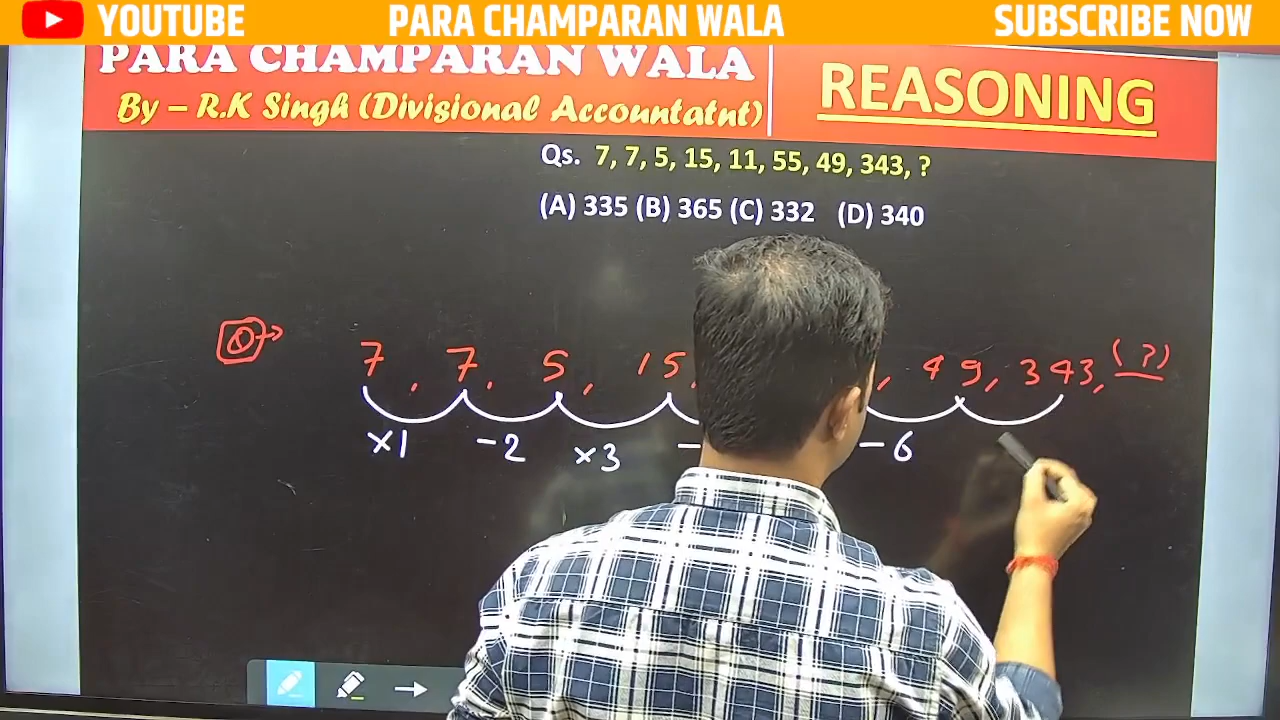 YOUTUBE PARA CHAMPARAN WALA SUBSCRIBE NOW
PARA CHAMPARAN WALA
By – R.K Singh (Divisional Accountatnt)
REASONING
Qs. 7, 7, 5, 15, 11, 55, 49, 343, ?
(A) 335 (B) 365 (C) 332 (D) 340
7, 7, 5, 15, , 49, 343, (?)
×1 -2 ×3 - -6